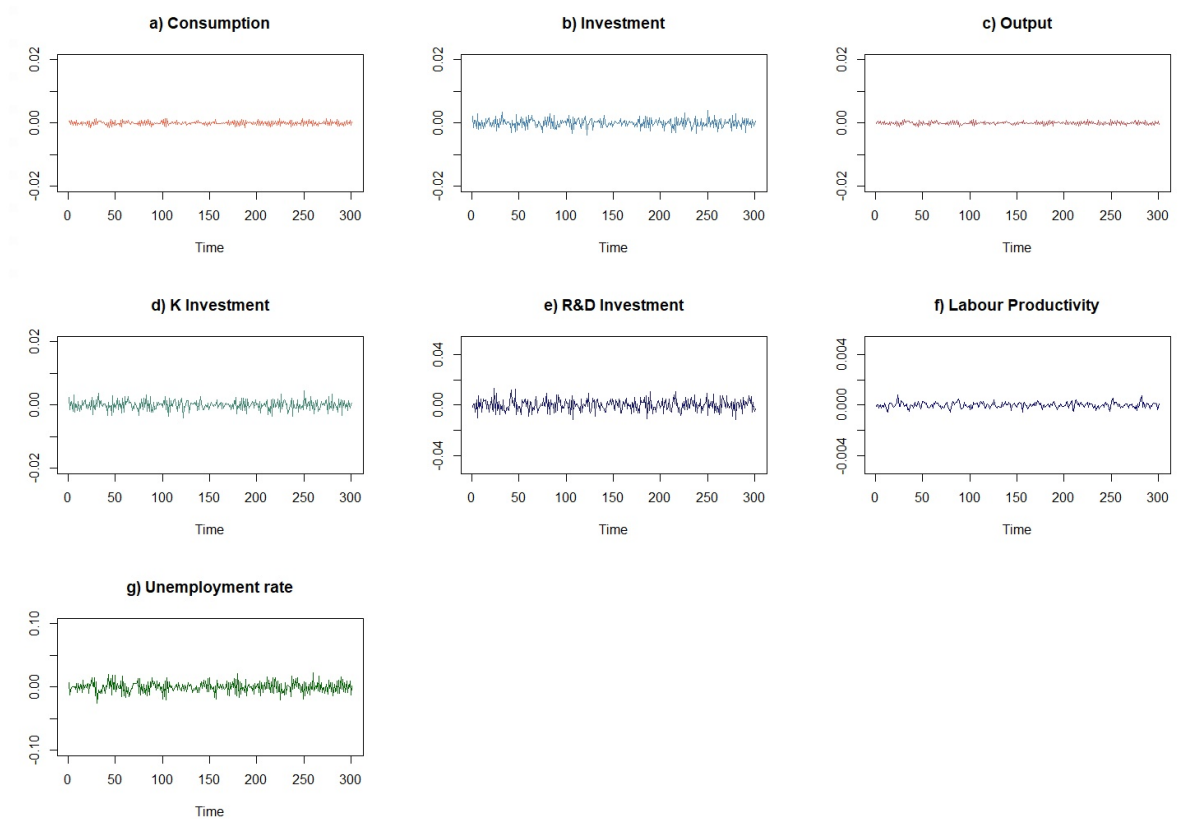 a) Consumption
0.02
0.00
-0.02
0 50 100 150 200 250 300
Time
b) Investment
0.02
0.00
-0.02
0 50 100 150 200 250 300
Time
c) Output
0.02
0.00
-0.02
0 50 100 150 200 250 300
Time
d) K Investment
0.02
0.00
-0.02
0 50 100 150 200 250 300
Time
e) R&D Investment
0.04
0.00
-0.04
0 50 100 150 200 250 300
Time
f) Labour Productivity
0.004
0.000
-0.004
0 50 100 150 200 250 300
Time
g) Unemployment rate
0.10
0.00
-0.10
0 50 100 150 200 250 300
Time